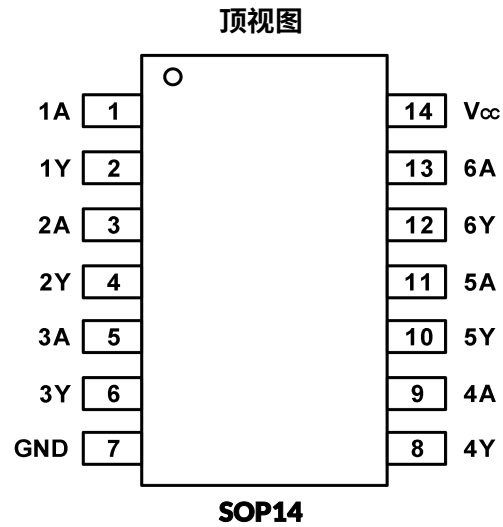 顶视图
1A 1 14 Vcc
1Y 2 13 6A
2A 3 12 6Y
2Y 4 11 5A
3A 5 10 5Y
3Y 6 9 4A
GND 7 8 4Y
SOP14